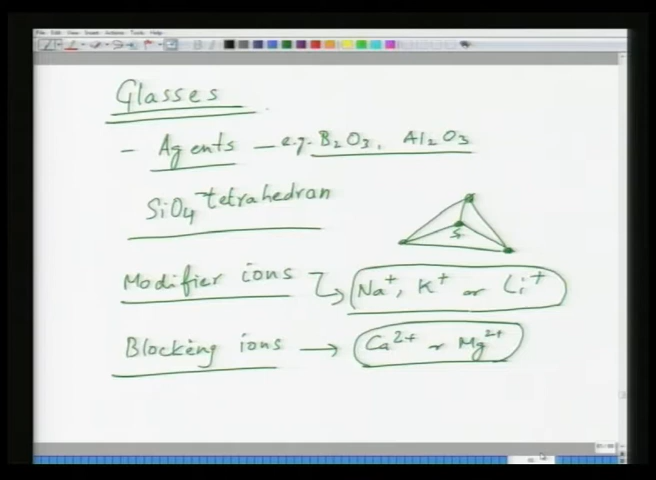 Glasses
- Agents - e.g. B2O3, Al2O3
SiO4 - tetrahedron
Si
Modifier ions → Na+, K+ or Li+
Blocking ions → Ca2+ or Mg2+